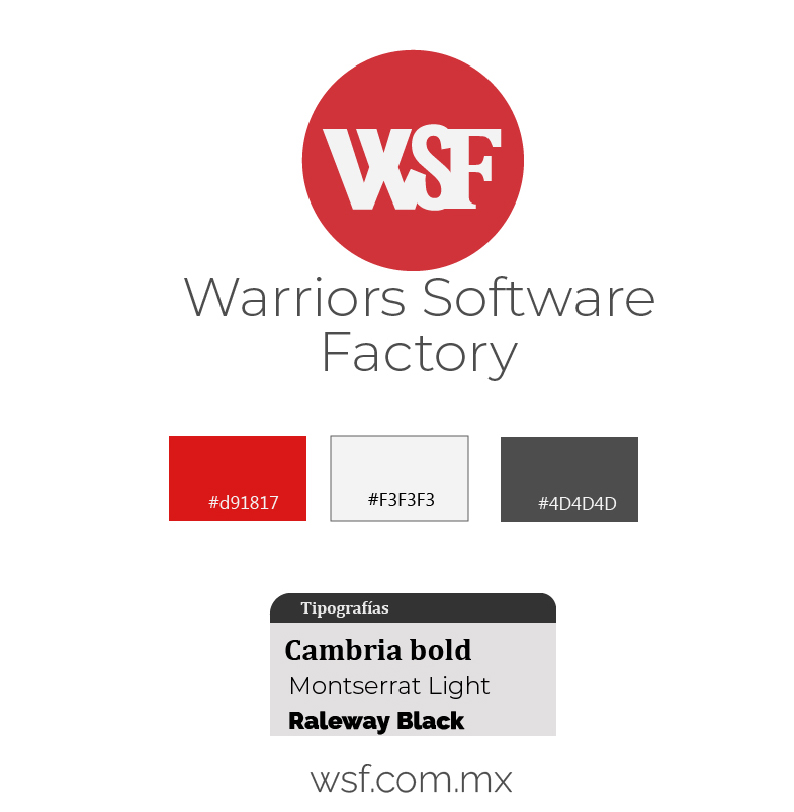 WSF
Warriors Software
Factory
#d91817
#F3F3F3
#4D4D4D
Tipografías
Cambria bold
Montserrat Light
Raleway Black
wsf.com.mx